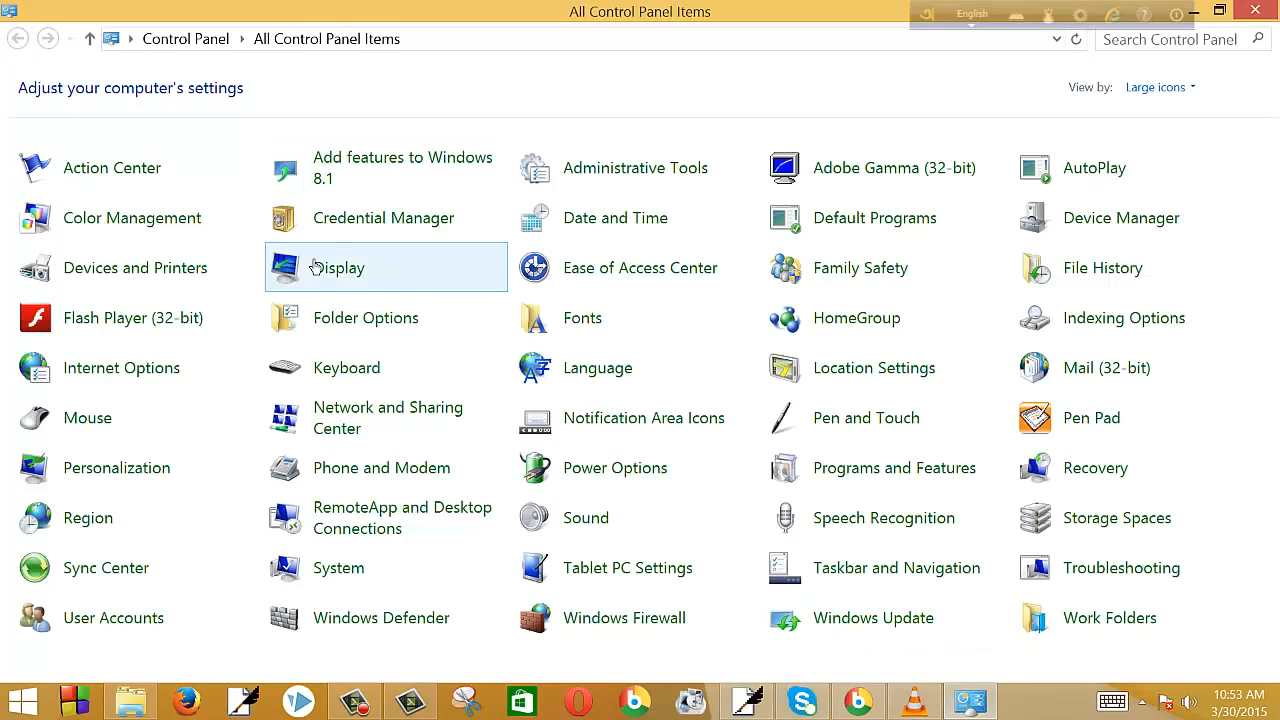 All Control Panel Items
English
Control Panel
All Control Panel Items
Search Control Panel
Adjust your computer's settings
View by:
Large icons
Action Center
Add features to Windows
8.1
Administrative Tools
Adobe Gamma (32-bit)
AutoPlay
Color Management
Credential Manager
Date and Time
Default Programs
Device Manager
Devices and Printers
Display
Ease of Access Center
Family Safety
File History
Flash Player (32-bit)
Folder Options
Fonts
HomeGroup
Indexing Options
Internet Options
Keyboard
Language
Location Settings
Mail (32-bit)
Mouse
Network and Sharing
Center
Notification Area Icons
Pen and Touch
Pen Pad
Personalization
Phone and Modem
Power Options
Programs and Features
Recovery
Region
RemoteApp and Desktop
Connections
Sound
Speech Recognition
Storage Spaces
Sync Center
System
Tablet PC Settings
Taskbar and Navigation
Troubleshooting
User Accounts
Windows Defender
Windows Firewall
Windows Update
Work Folders
10:53 AM
3/30/2015